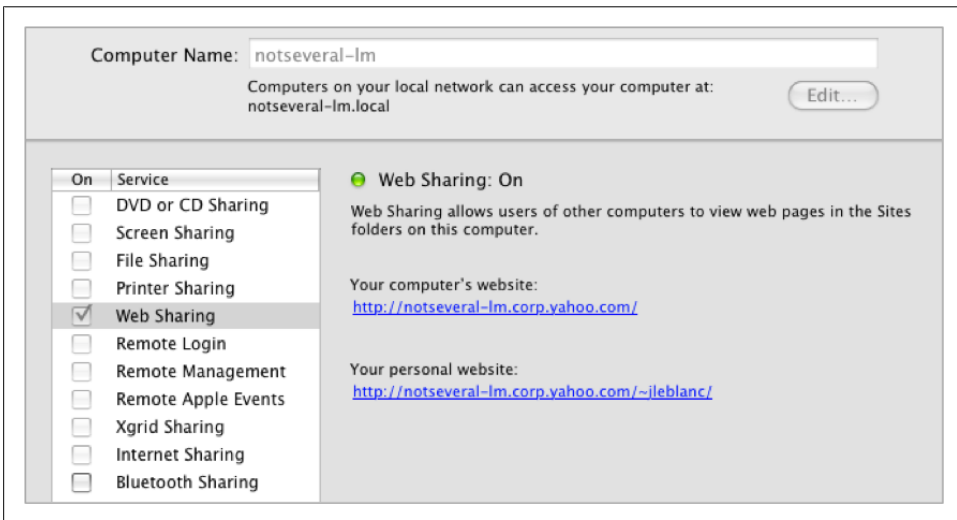 Computer Name: notseveral-lm
Computers on your local network can access your computer at:
notseveral-lm.local
Edit...
On Service
DVD or CD Sharing
Screen Sharing
File Sharing
Printer Sharing
Web Sharing
Remote Login
Remote Management
Remote Apple Events
Xgrid Sharing
Internet Sharing
Bluetooth Sharing
Web Sharing: On
Web Sharing allows users of other computers to view web pages in the Sites
folders on this computer.
Your computer's website:
http://notseveral-lm.corp.yahoo.com/
Your personal website:
http://notseveral-lm.corp.yahoo.com/~jleblanc/